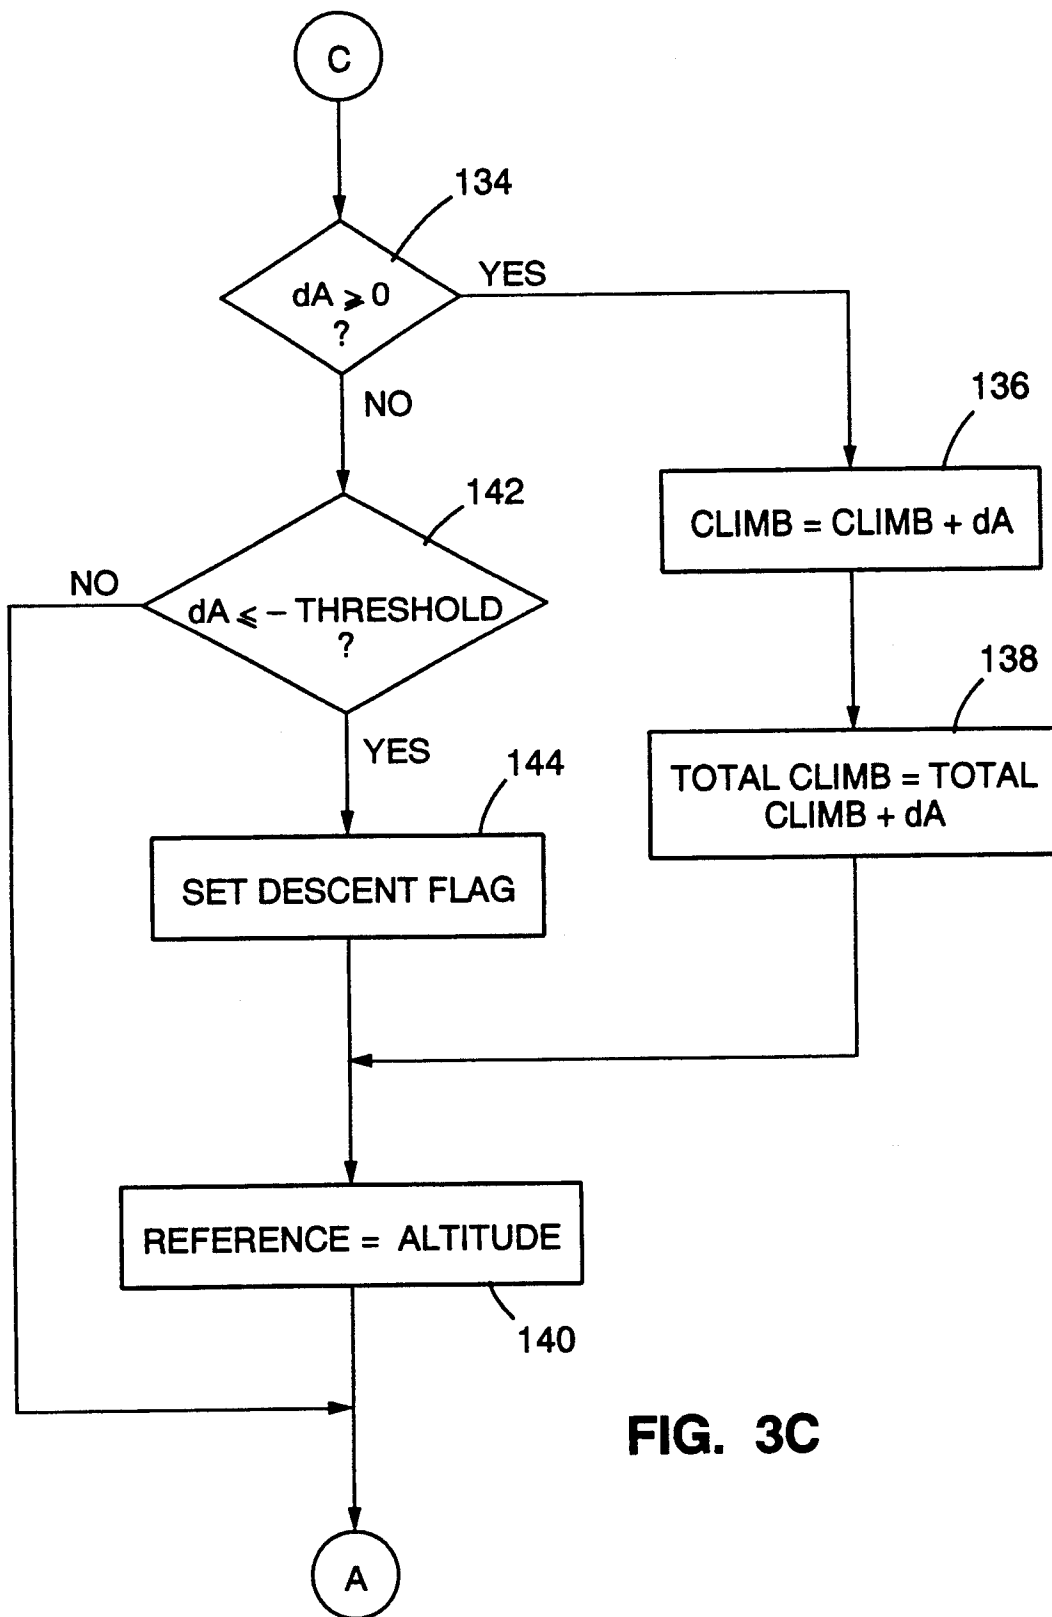 C
134
YES
dA ⩾ 0
?
NO
136
CLIMB = CLIMB + dA
142
NO
dA ⩽ – THRESHOLD
?
138
TOTAL CLIMB = TOTAL
CLIMB + dA
YES
144
SET DESCENT FLAG
REFERENCE = ALTITUDE
140
FIG. 3C
A